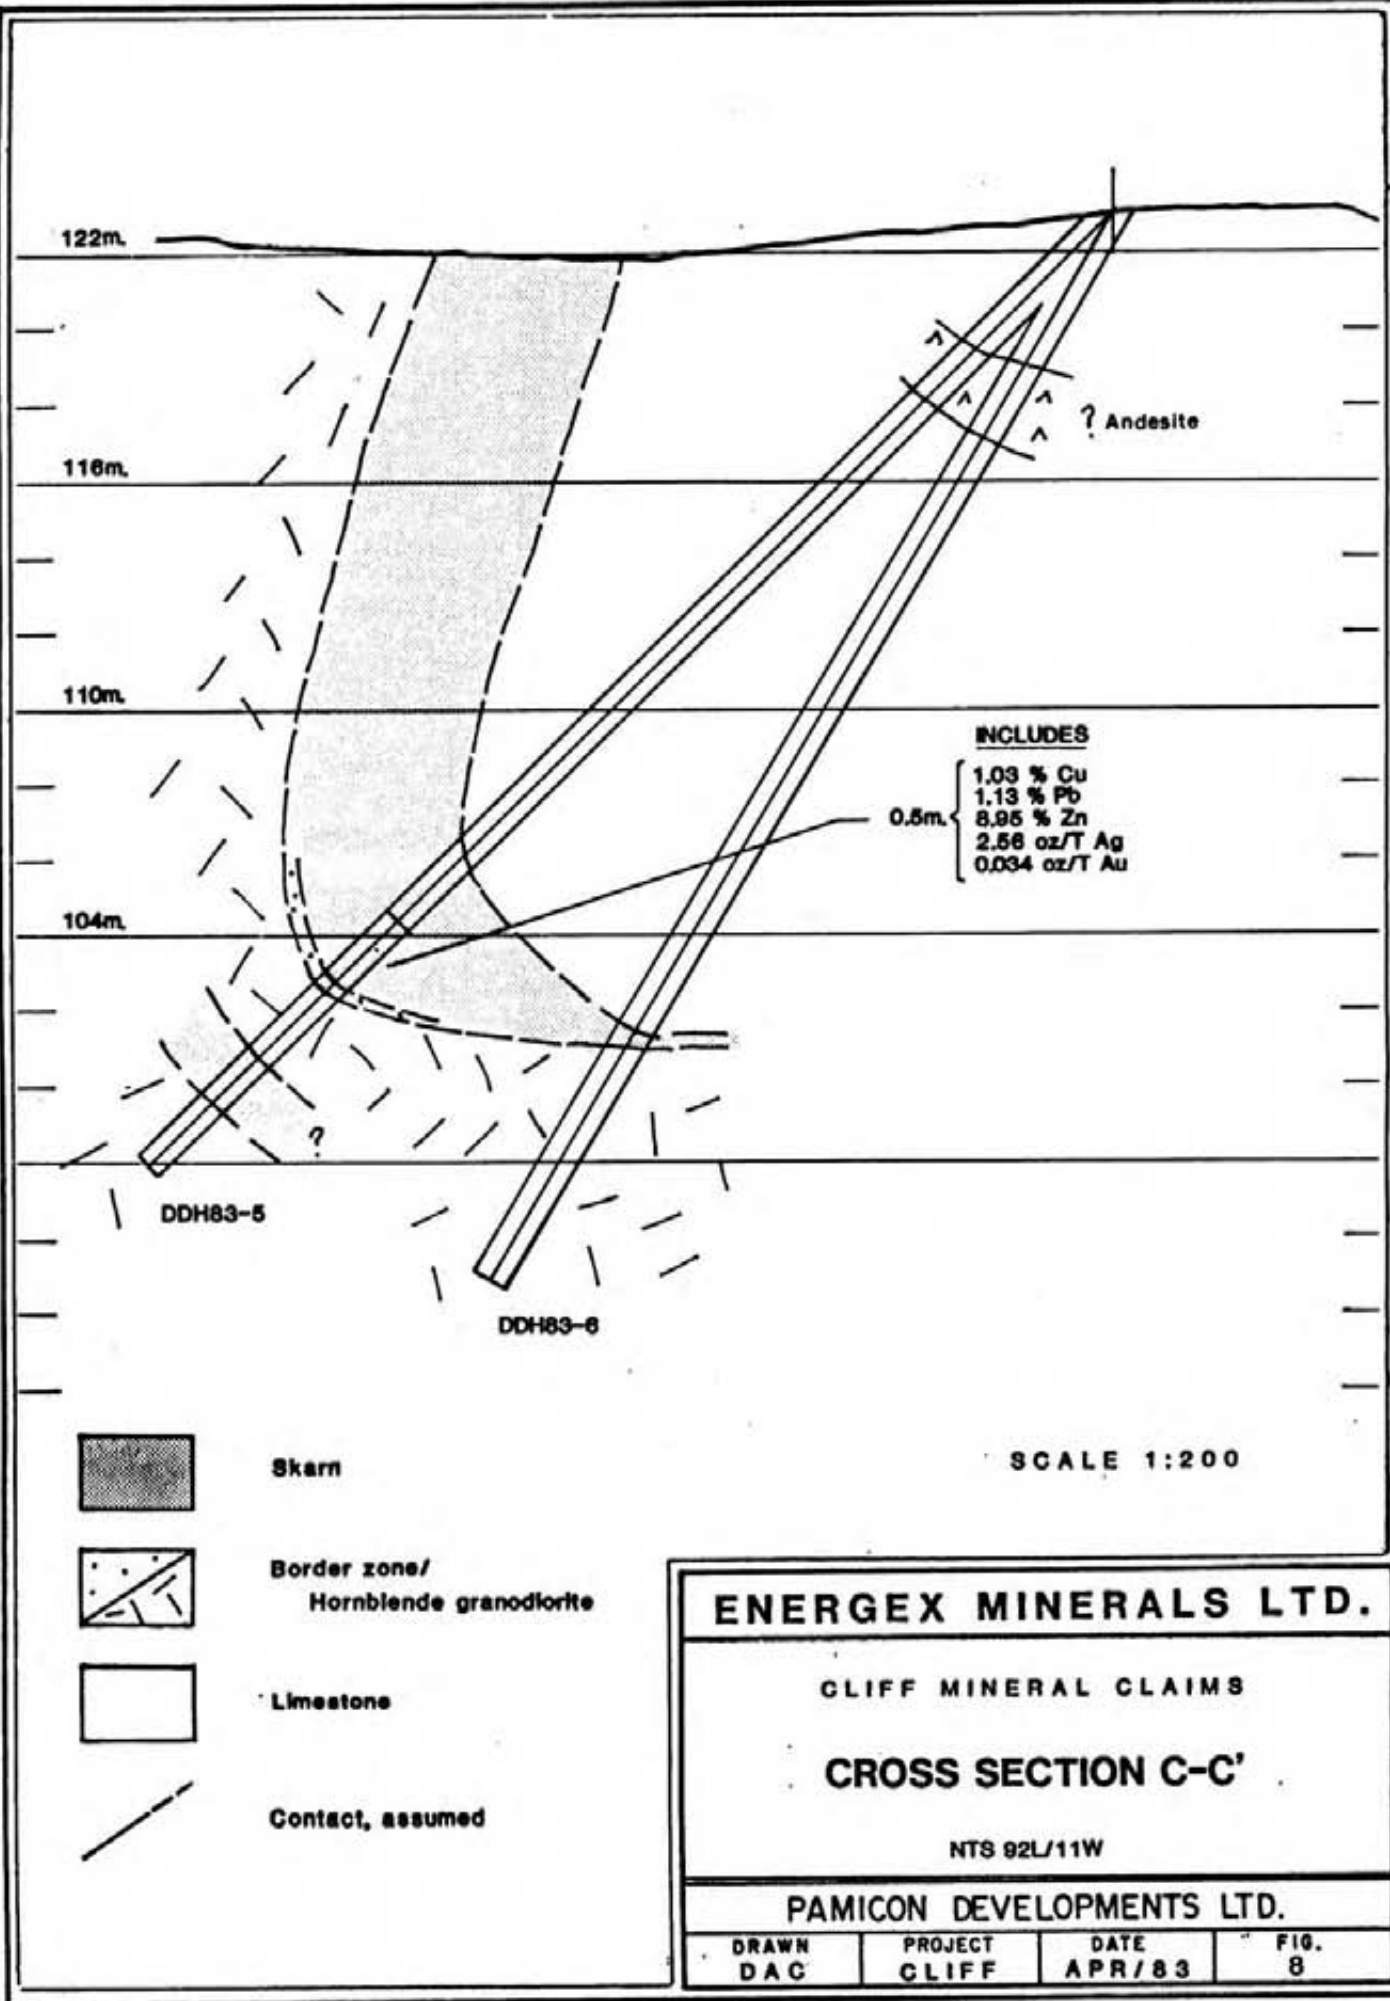 122m.
? Andesite
116m.
110m.
INCLUDES
1.03 % Cu
1.13 % Pb
0.5m.
8.95 % Zn
2.56 oz/T Ag
0.034 oz/T Au
104m.
?
DDH83-5
DDH83-6
Skarn
SCALE 1:200
Border zone/
Hornblende granodiorite
Limestone
Contact, assumed
ENERGEX MINERALS LTD.
CLIFF MINERAL CLAIMS
CROSS SECTION C-C'
NTS 92L/11W
PAMICON DEVELOPMENTS LTD.
DRAWN PROJECT DATE FIG.
DAC CLIFF APR/83 8